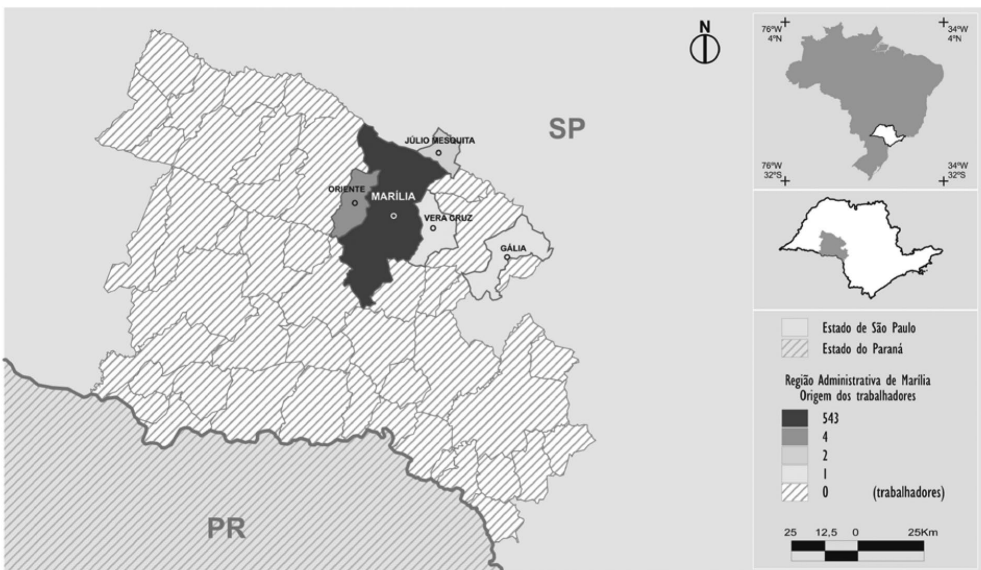 N
SP
JÚLIO MESQUITA
ORIENTE
MARÍLIA
VERA CRUZ
GÁLIA
PR
76ºW
4ºN
34ºW
4ºN
76ºW
32ºS
34ºW
32ºS
Estado de São Paulo
Estado do Paraná
Região Administrativa de Marília
Origem dos trabalhadores
543
4
2
1
0 (trabalhadores)
25 12,5 0 25Km